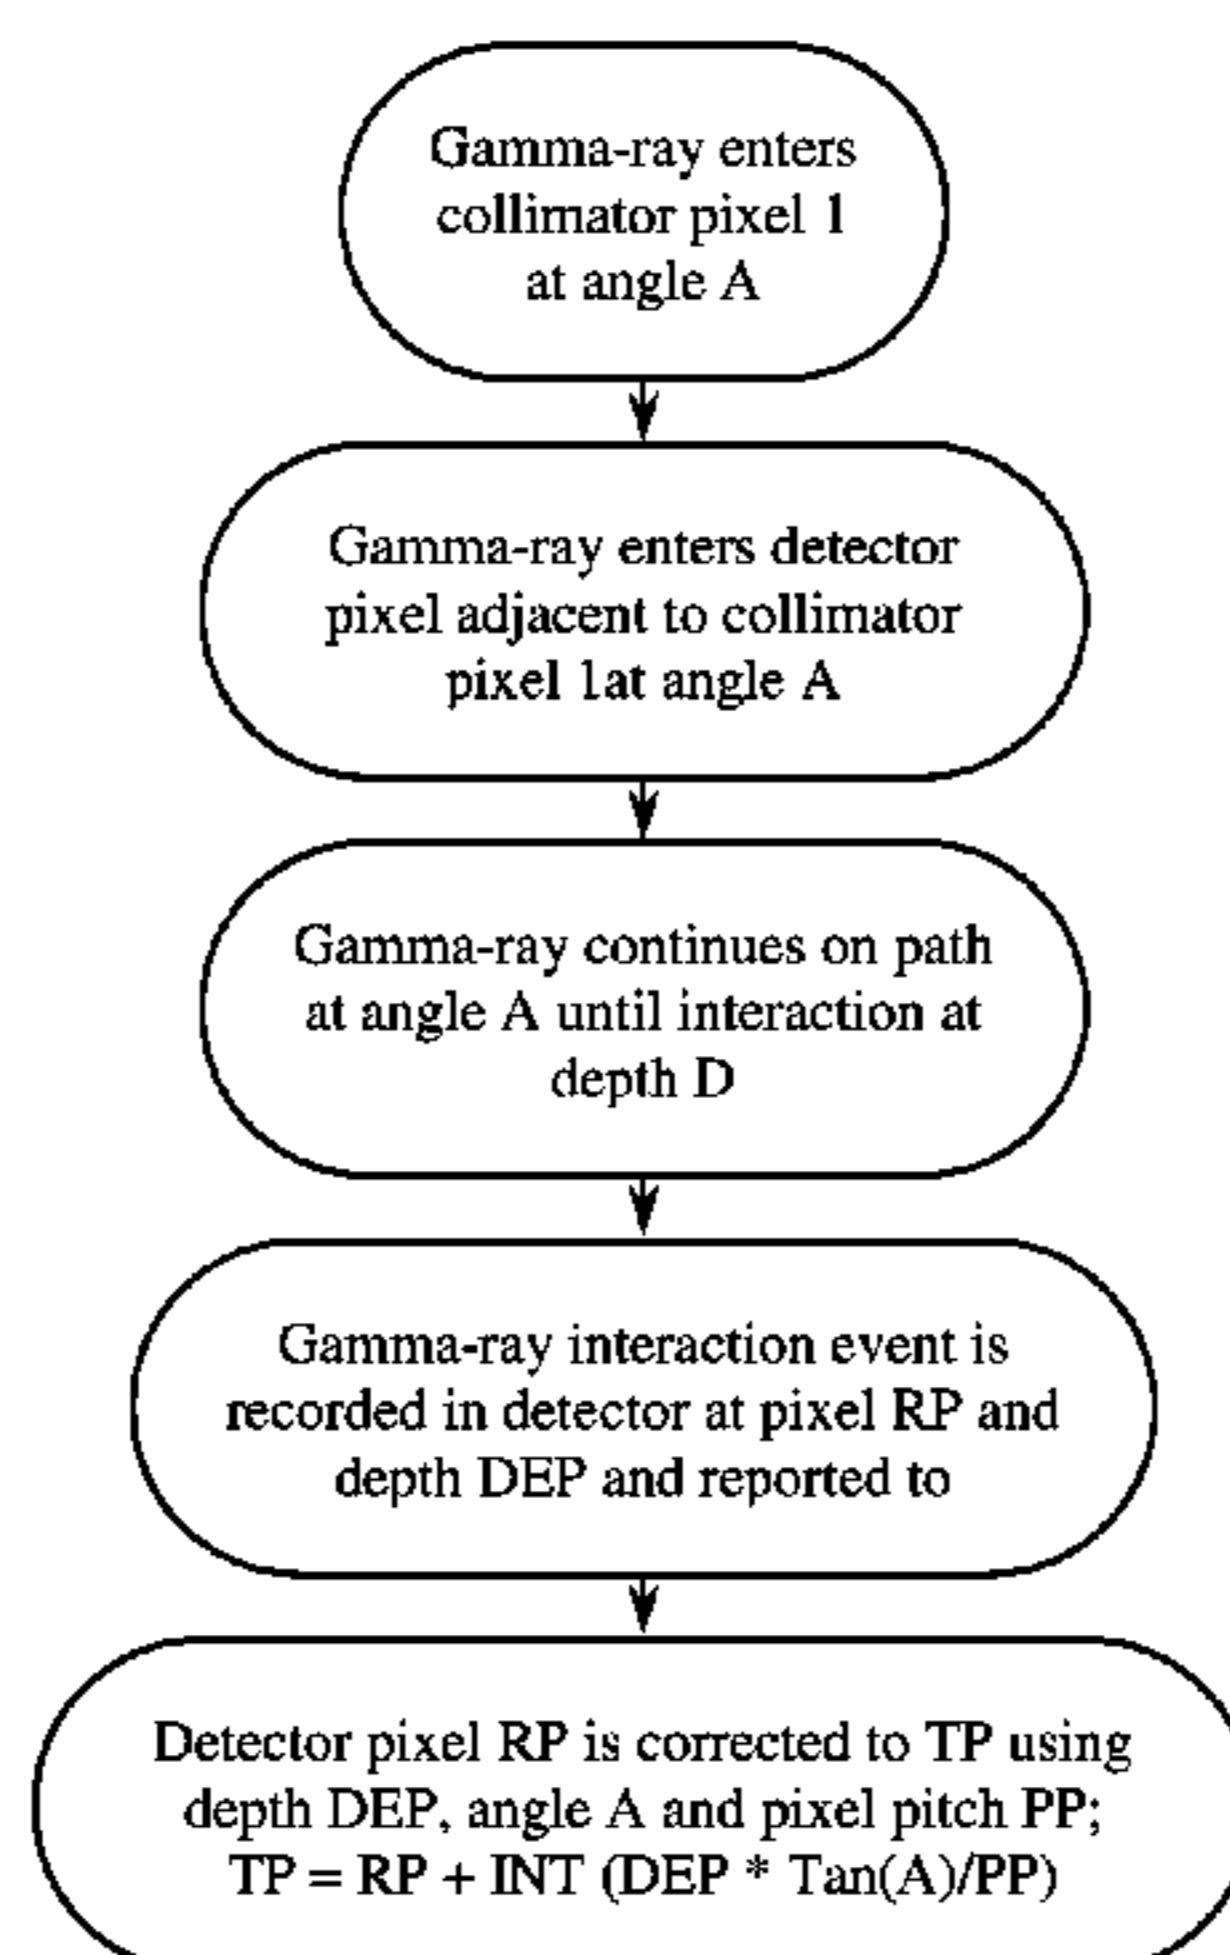 Gamma-ray enters
collimator pixel 1
at angle A
Gamma-ray enters detector
pixel adjacent to collimator
pixel 1at angle A
Gamma-ray continues on path
at angle A until interaction at
depth D
Gamma-ray interaction event is
recorded in detector at pixel RP and
depth DEP and reported to
Detector pixel RP is corrected to TP using
depth DEP, angle A and pixel pitch PP;
TP = RP + INT (DEP * Tan(A)/PP)